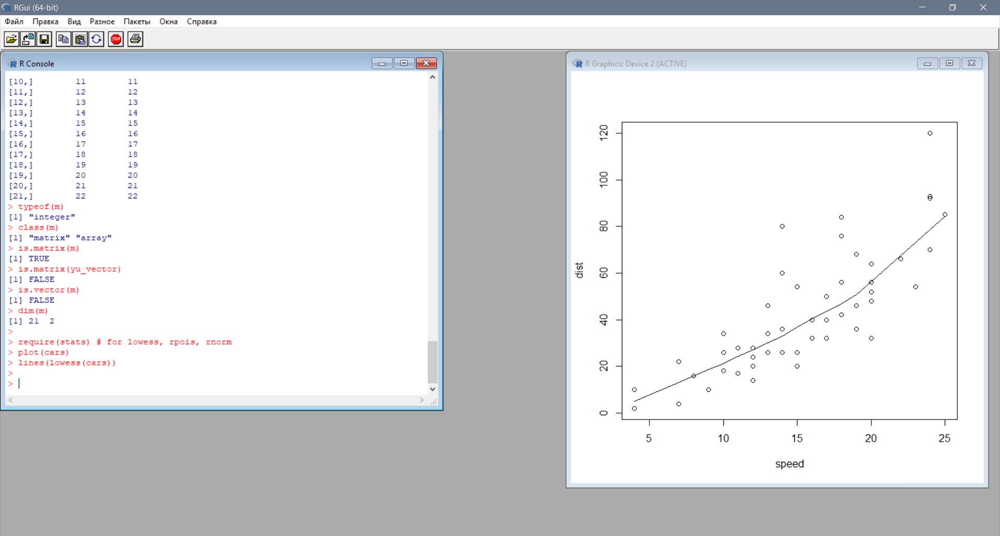 RGui (64-bit)
Файл Правка Вид Разное Пакеты Окна Справка
STOP
R Console
[10,] 11 11
[11,] 12 12
[12,] 13 13
[13,] 14 14
[14,] 15 15
[15,] 16 16
[16,] 17 17
[17,] 18 18
[18,] 19 19
[19,] 20 20
[20,] 21 21
[21,] 22 22
> typeof(m)
[1] "integer"
> class(m)
[1] "matrix" "array"
> is.matrix(m)
[1] TRUE
> is.matrix(yu_vector)
[1] FALSE
> is.vector(m)
[1] FALSE
> dim(m)
[1] 21 2
>
> require(stats) # for lowess, rpois, rnorm
> plot(cars)
> lines(lowess(cars))
>
>
R Graphics: Device 2 (ACTIVE)
120
100
80
60
40
20
0
dist
5 10 15 20 25
speed